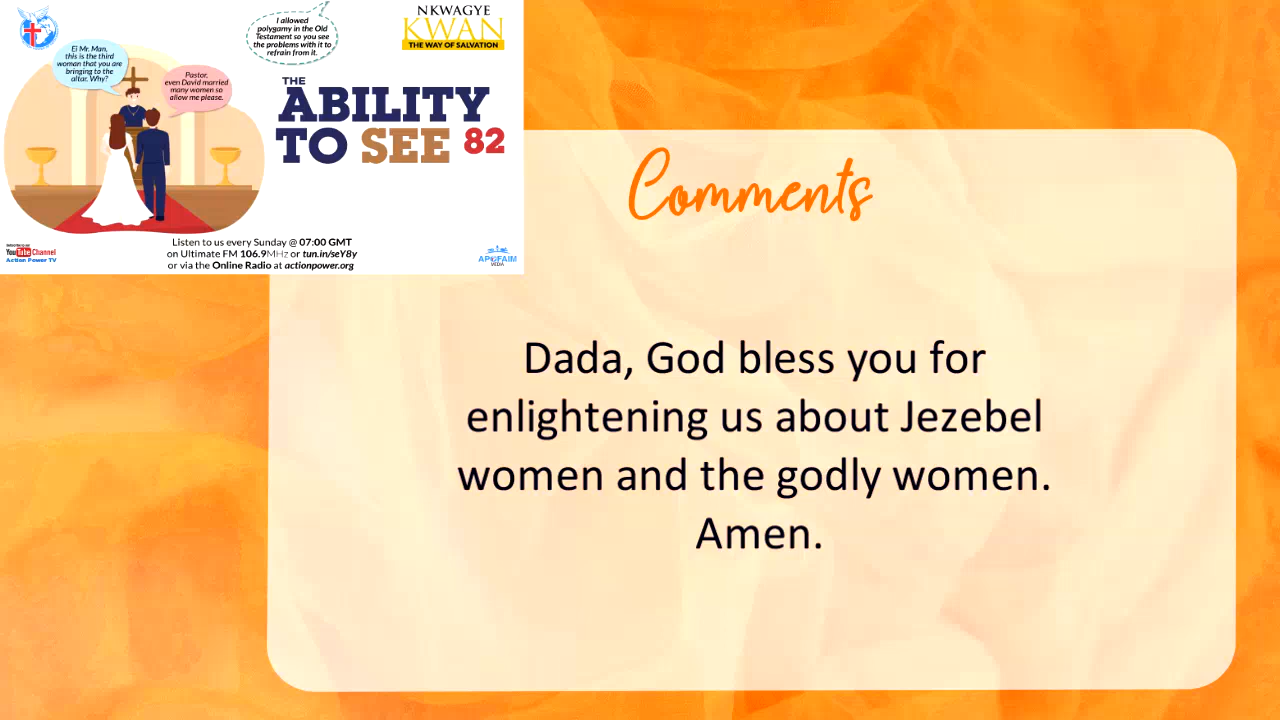 I allowed
polygamy in the Old
Testament so you see
the problems with it to
refrain from it.
NKWAGYE
KWAN
THE WAY OF SALVATION
Ei Mr. Man,
this is the third
woman that you are
bringing to the
altar. Why?
Pastor,
even David married
many women so
allow me please.
THE
ABILITY
TO SEE 82
YouTube Channel
Action Power TV
Listen to us every Sunday @ 07:00 GMT
on Ultimate FM 106.9MHz or tun.in/seY8y
or via the Online Radio at actionpower.org
MEDIA
Comments
Dada, God bless you for
enlightening us about Jezebel
women and the godly women.
Amen.